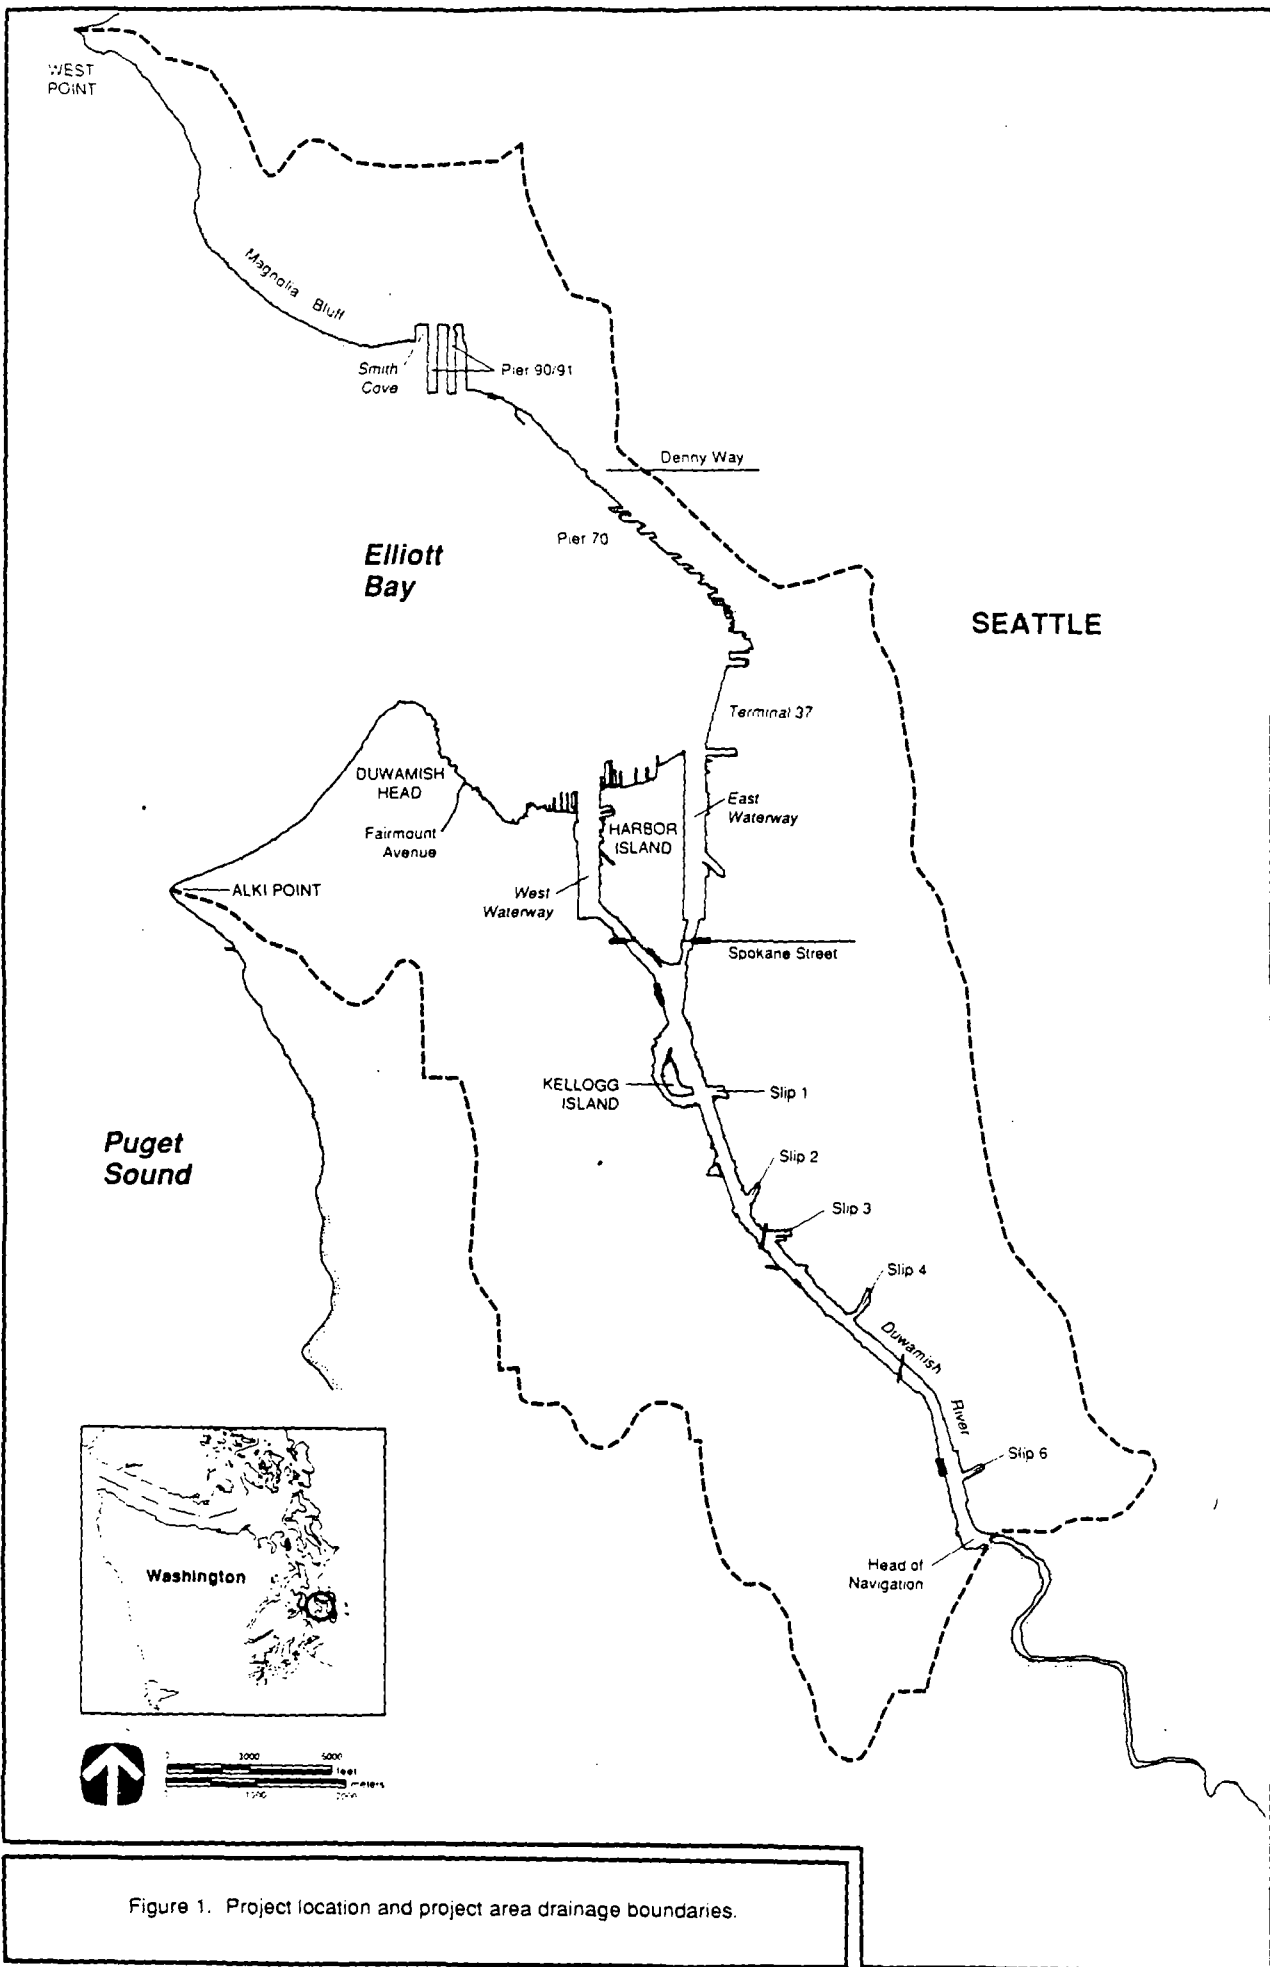 WEST
POINT
Magnolia Bluff
Smith
Cove
Pier 90/91
Denny Way
Pier 70
Elliott
Bay
SEATTLE
Terminal 37
DUWAMISH
HEAD
Fairmount
Avenue
HARBOR
ISLAND
East
Waterway
ALKI POINT
West
Waterway
Spokane Street
KELLOGG
ISLAND
Slip 1
Puget
Sound
Slip 2
Slip 3
Slip 4
Duwamish
River
Slip 6
Head of
Navigation
Washington
feet
meters
Figure 1. Project location and project area drainage boundaries.